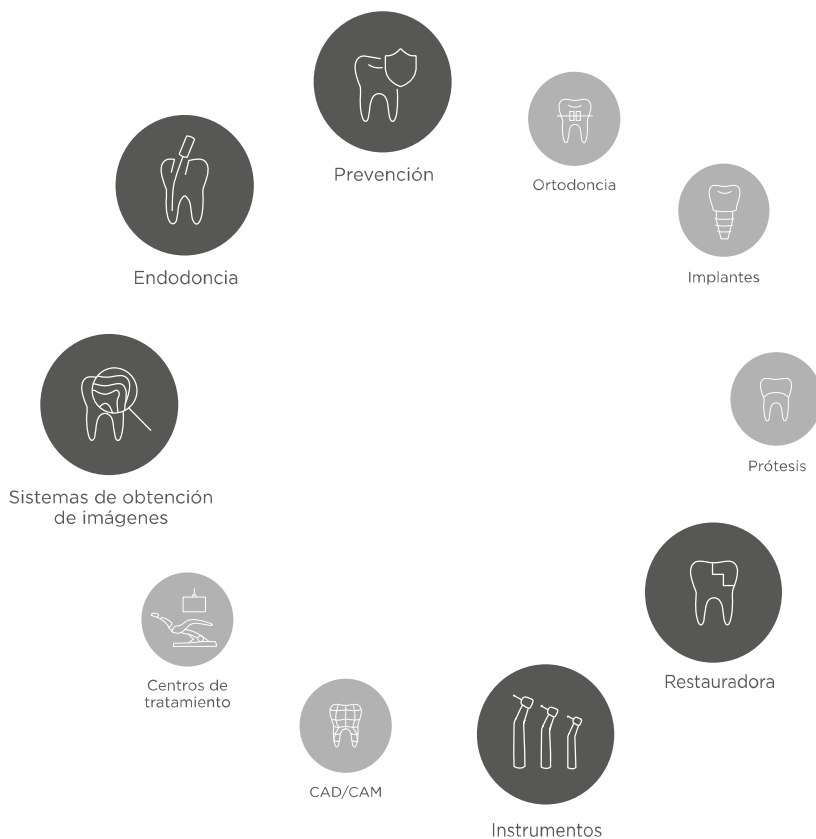 Prevención
Ortodoncia
Endodoncia
Implantes
Prótesis
Sistemas de obtención
de imágenes
Restauradora
Centros de
tratamiento
CAD/CAM
Instrumentos